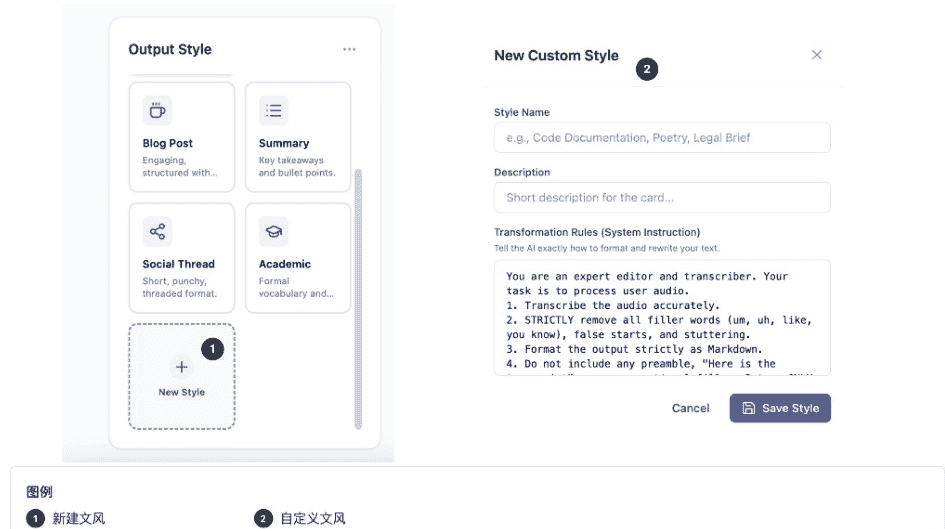 Output Style
Blog Post
Engaging,
structured with...
Summary
Key takeaways
and bullet points.
Social Thread
Short, punchy,
threaded format.
Academic
Formal
vocabulary and...
1
New Style
New Custom Style
2
Style Name
e.g., Code Documentation, Poetry, Legal Brief
Description
Short description for the card...
Transformation Rules (System Instruction)
Tell the AI exactly how to format and rewrite your text.
You are an expert editor and transcriber. Your
task is to process user audio.
1. Transcribe the audio accurately.
2. STRICTLY remove all filler words (um, uh, like,
you know), false starts, and stuttering.
3. Format the output strictly as Markdown.
4. Do not include any preamble, "Here is the
Cancel
Save Style
图例
1 新建文风
2 自定义文风